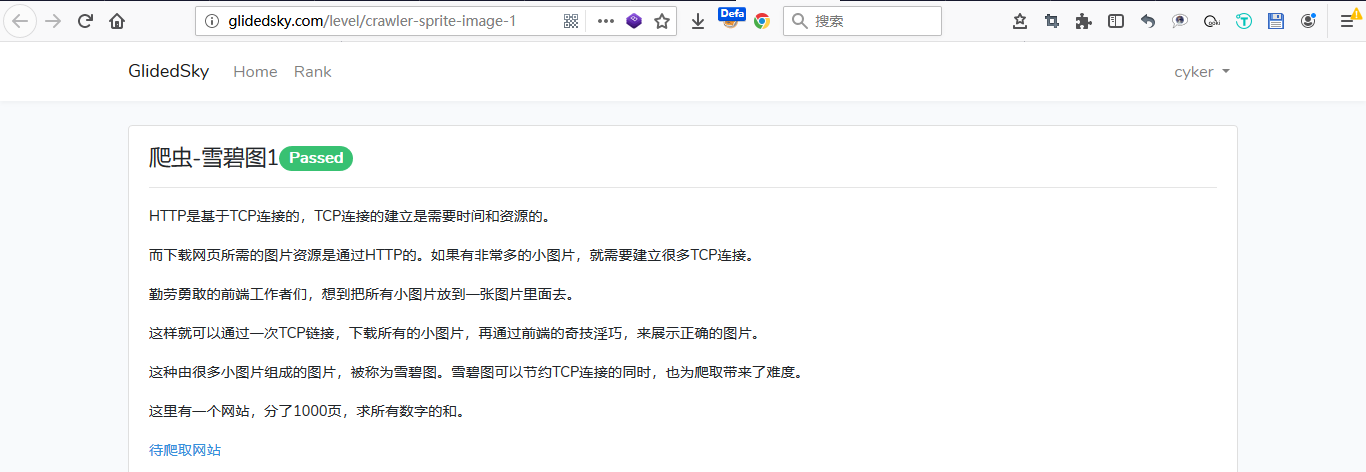 glidedsky.com/level/crawler-sprite-image-1
Defa
搜索
GlidedSky Home Rank cyker
爬虫-雪碧图1 Passed
HTTP是基于TCP连接的，TCP连接的建立是需要时间和资源的。
而下载网页所需的图片资源是通过HTTP的。如果有非常多的小图片，就需要建立很多TCP连接。
勤劳勇敢的前端工作者们，想到把所有小图片放到一张图片里面去。
这样就可以通过一次TCP链接，下载所有的小图片，再通过前端的奇技淫巧，来展示正确的图片。
这种由很多小图片组成的图片，被称为雪碧图。雪碧图可以节约TCP连接的同时，也为爬取带来了难度。
这里有一个网站，分了1000页，求所有数字的和。
待爬取网站